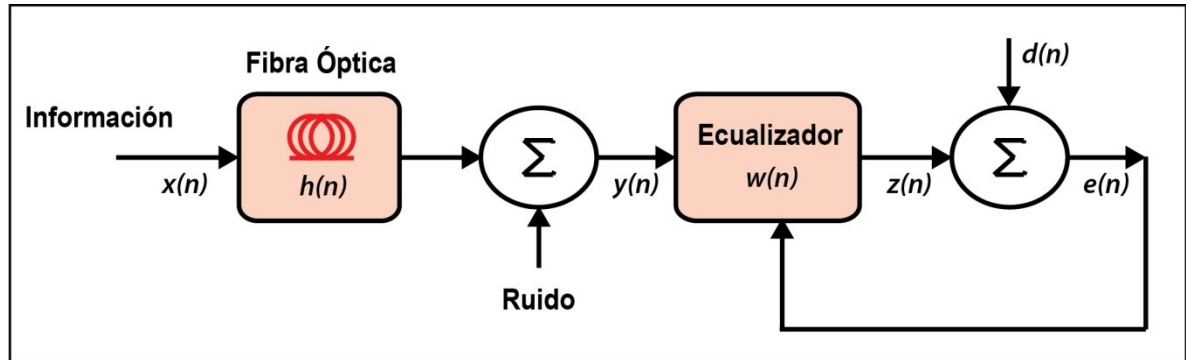 Fibra Óptica
Información
x(n)
h(n)
Σ
Ruido
y(n)
Ecualizador
w(n)
z(n)
d(n)
Σ
e(n)